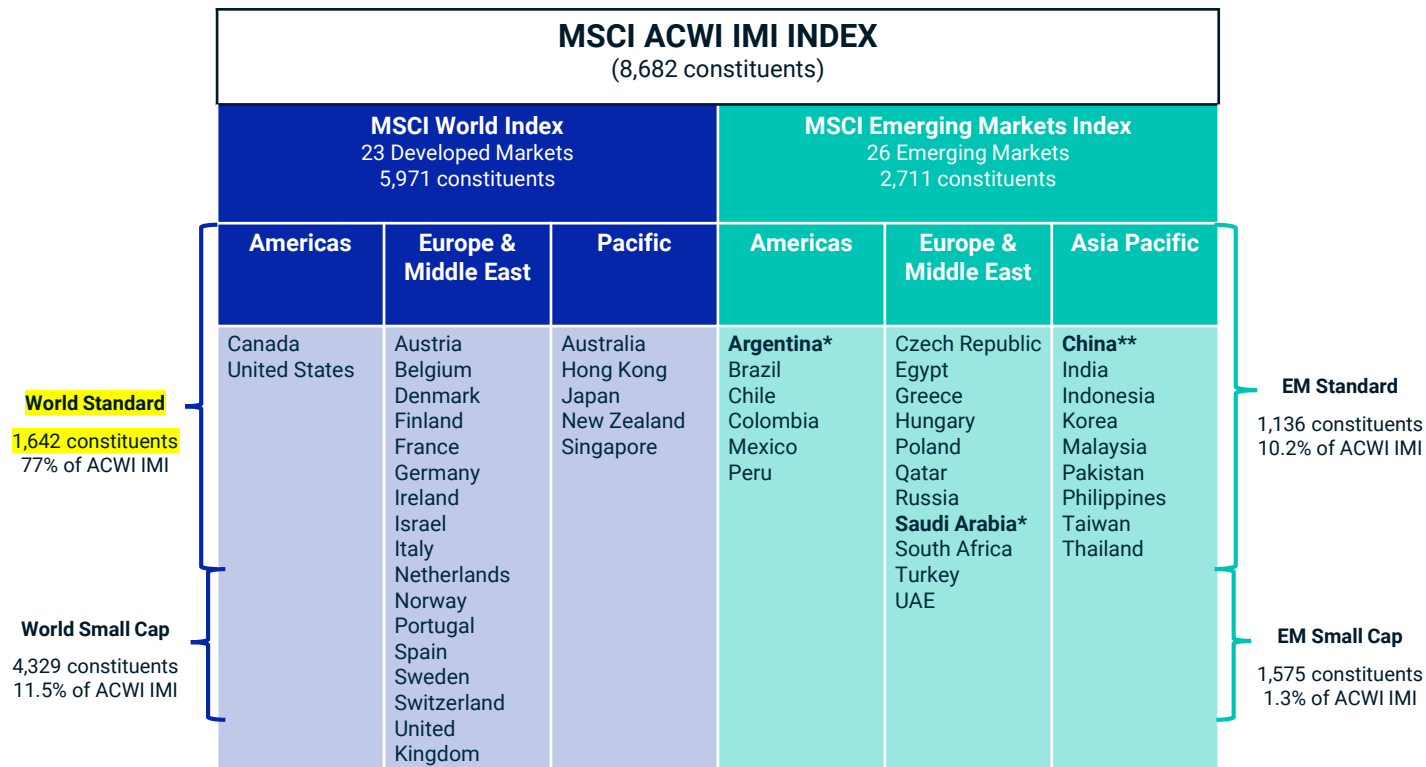 MSCI ACWI IMI INDEX
(8,682 constituents)
MSCI World Index
23 Developed Markets
5,971 constituents
MSCI Emerging Markets Index
26 Emerging Markets
2,711 constituents
Americas
Europe &
Middle East
Pacific
Americas
Europe &
Middle East
Asia Pacific
World Standard
1,642 constituents
77% of ACWI IMI
World Small Cap
4,329 constituents
11.5% of ACWI IMI
Canada
United States
Austria
Belgium
Denmark
Finland
France
Germany
Ireland
Israel
Italy
Netherlands
Norway
Portugal
Spain
Sweden
Switzerland
United
Kingdom
Australia
Hong Kong
Japan
New Zealand
Singapore
Argentina*
Brazil
Chile
Colombia
Mexico
Peru
Czech Republic
Egypt
Greece
Hungary
Poland
Qatar
Russia
Saudi Arabia*
South Africa
Turkey
UAE
China**
India
Indonesia
Korea
Malaysia
Pakistan
Philippines
Taiwan
Thailand
EM Standard
1,136 constituents
10.2% of ACWI IMI
EM Small Cap
1,575 constituents
1.3% of ACWI IMI